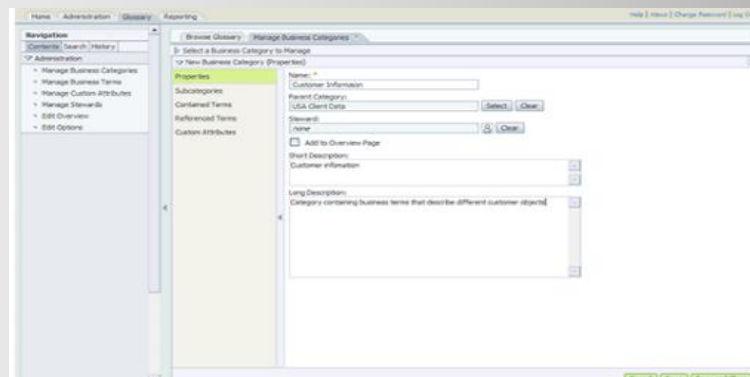 Home Administration Glossary Reporting
Help | About | Change Password | Log O
Navigation
Contents Search History
Administration
Manage Business Categories
Manage Business Terms
Manage Custom Attributes
Manage Stewards
Edit Overview
Edit Options
Browse Glossary Manage Business Categories
Select a Business Category to Manage
New Business Category (Properties)
Properties
Subcategories
Contained Terms
Referenced Terms
Custom Attributes
Name: *
Customer Information
Parent Category:
USA Client Data
Select Clear
Steward:
none
Clear
Add to Overview Page
Short Description:
Customer infomation
Long Description:
Category containing business terms that describe different customer objects